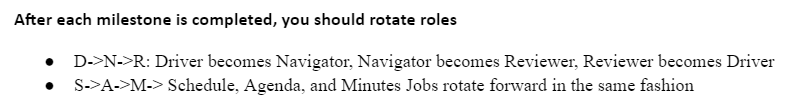 After each milestone is completed, you should rotate roles
● D->N->R: Driver becomes Navigator, Navigator becomes Reviewer, Reviewer becomes Driver
● S->A->M-> Schedule, Agenda, and Minutes Jobs rotate forward in the same fashion